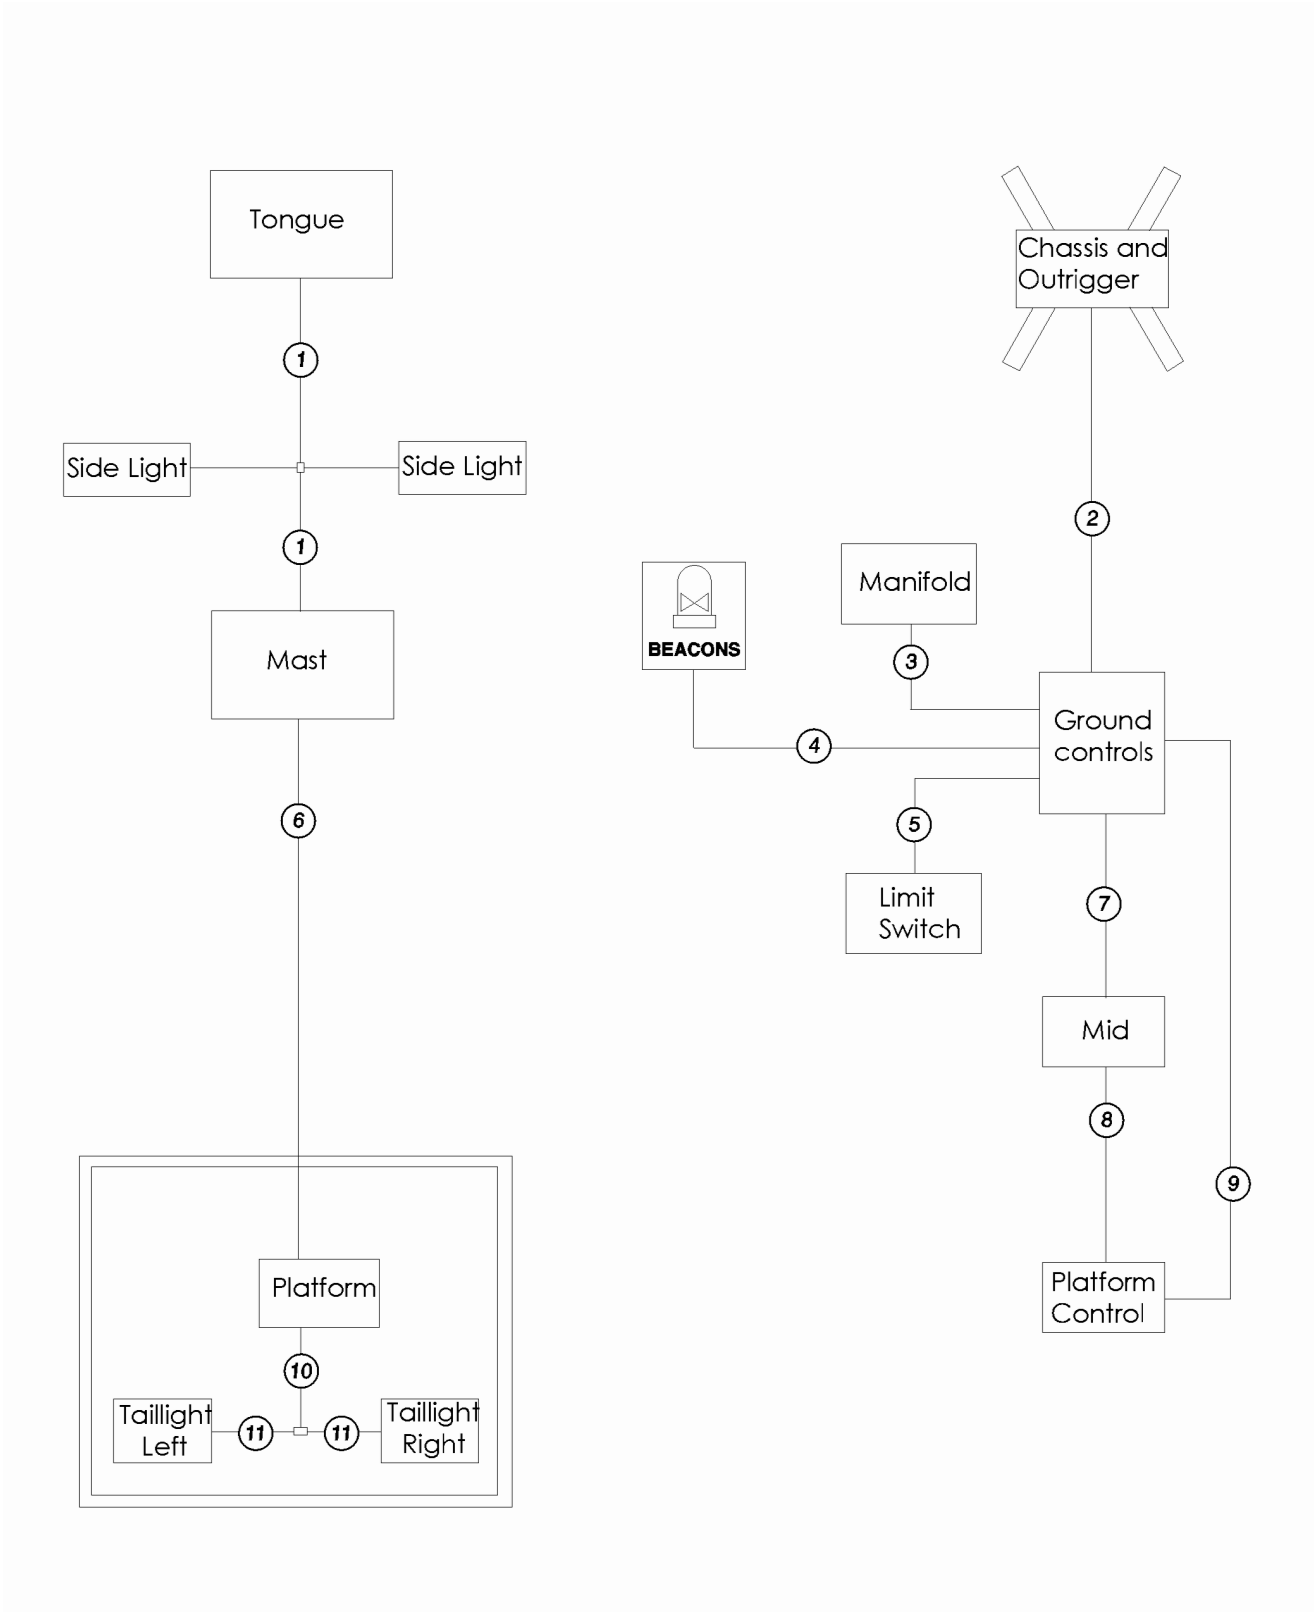 Tongue
1
Side Light
Side Light
1
Mast
6
Platform
10
Taillight
Left
11
11
Taillight
Right
Chassis and
Outrigger
2
Manifold
3
BEACONS
4
Ground
controls
5
Limit
Switch
7
Mid
8
9
Platform
Control